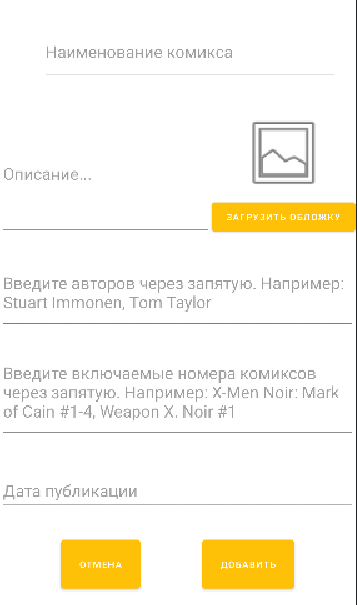 Наименование комикса
Описание...
ЗАГРУЗИТЬ ОБЛОЖКУ
Введите авторов через запятую. Например:
Stuart Immonen, Tom Taylor
Введите включаемые номера комиксов
через запятую. Например: X-Men Noir: Mark
of Cain #1-4, Weapon X. Noir #1
Дата публикации
ОТМЕНА
ДОБАВИТЬ